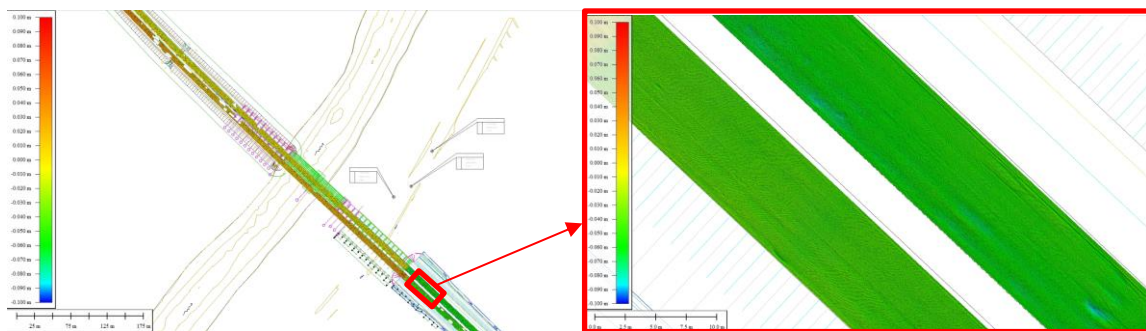 0.100 m
0.090 m
0.080 m
0.070 m
0.060 m
0.050 m
0.040 m
0.030 m
0.020 m
0.010 m
0.000 m
-0.010 m
-0.020 m
-0.030 m
-0.040 m
-0.050 m
-0.060 m
-0.070 m
-0.080 m
-0.090 m
-0.100 m
25 m 75 m 125 m 175 m
0.100 m
0.090 m
0.080 m
0.070 m
0.060 m
0.050 m
0.040 m
0.030 m
0.020 m
0.010 m
0.000 m
-0.010 m
-0.020 m
-0.030 m
-0.040 m
-0.050 m
-0.060 m
-0.070 m
-0.080 m
-0.090 m
-0.100 m
0.0 m 2.5 m 5.0 m 7.5 m 10.0 m